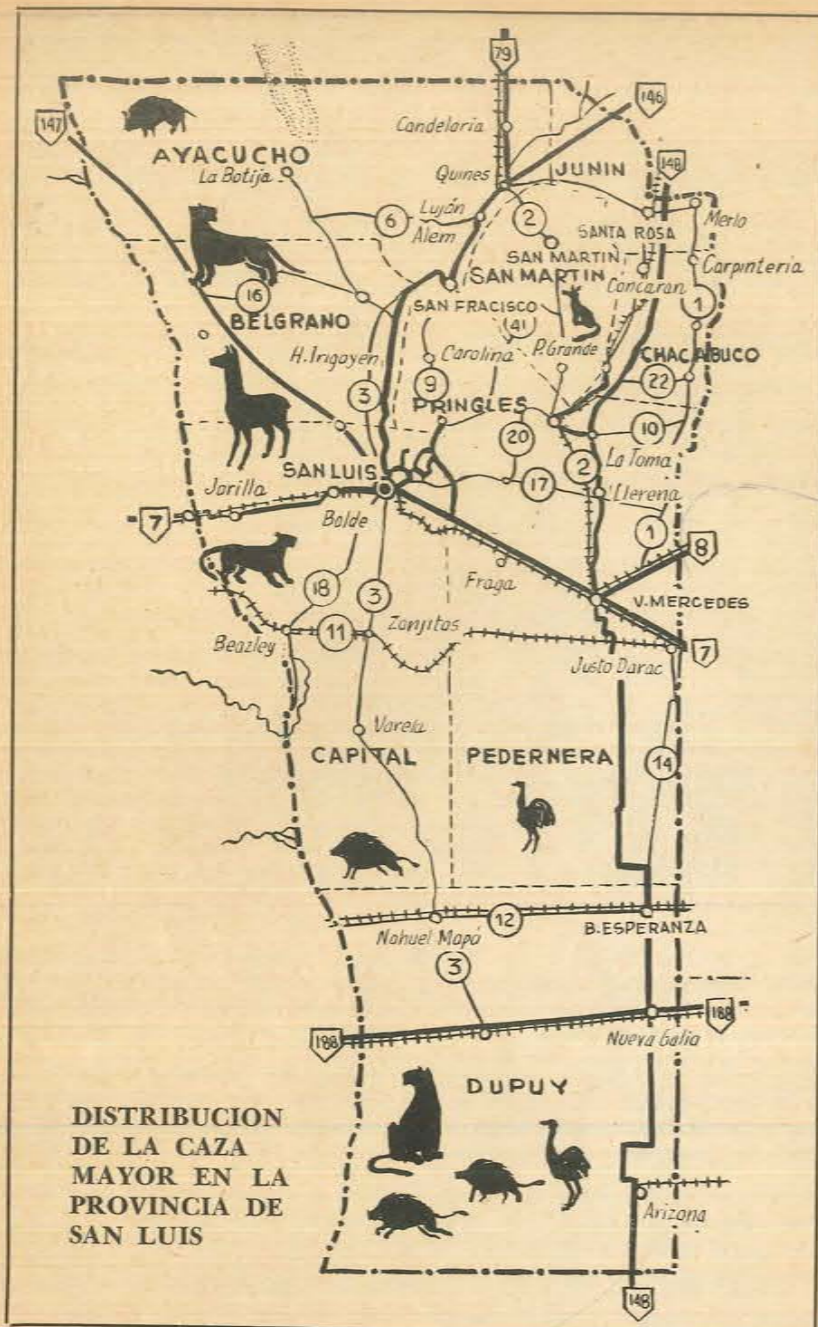 79
147
146
Candelaria
AYACUCHO
La Botija
Quines
JUNIN
148
6
Luján
2
SANTA ROSA
Merlo
Alem
SAN MARTIN
SAN MARTIN
Concaran
Carpinteria
16
BELGRANO
SAN FRACISCO
41
1
H. Irigoyen
Carolina
P. Grande
CHACABUCO
3
9
22
PRINGLES
20
10
SAN LUIS
2
La Toma
Jarilla
17
Llerena
7
Balde
1
8
18
3
Fraga
V. MERCEDES
Beazley
11
Zanjitas
7
Justo Darac
Varela
CAPITAL
PEDERNERA
14
12
Nahuel Mapá
B. ESPERANZA
3
188
188
Nueva Galia
DUPUY
DISTRIBUCION
DE LA CAZA
MAYOR EN LA
PROVINCIA DE
SAN LUIS
Arizona
148